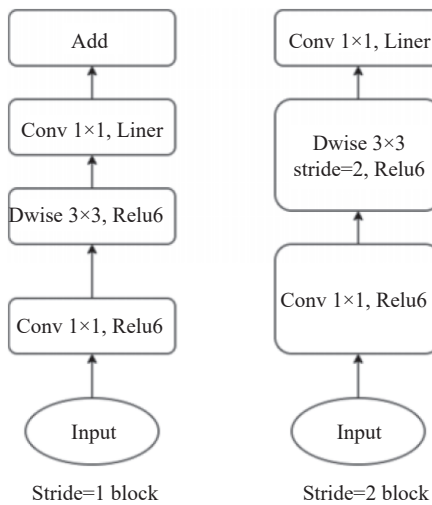 Add
Conv 1×1, Liner
Dwise 3×3, Relu6
Conv 1×1, Relu6
Input
Stride=1 block
Conv 1×1, Liner
Dwise 3×3
stride=2, Relu6
Conv 1×1, Relu6
Input
Stride=2 block